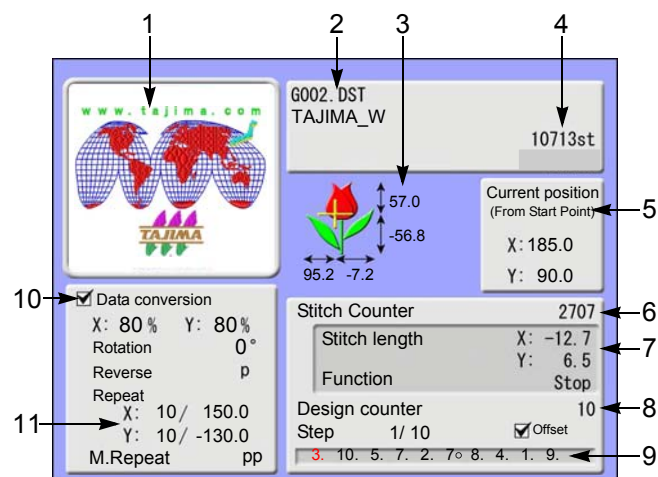 1 2 3 4
www.tajima.com
TAJIMA
G002.DST
TAJIMA_W
10713st
57.0
-56.8
95.2 -7.2
Current position
(From Start Point)
X:185.0
Y: 90.0
5
10
Data conversion
X: 80% Y: 80%
Rotation 0°
Reverse p
Repeat
X: 10/ 150.0
Y: 10/ -130.0
11
M.Repeat pp
Stitch Counter 2707
6
Stitch length X: -12.7
Y: 6.5
7
Function Stop
Design counter 10
8
Step 1/ 10 Offset
3. 10. 5. 7. 2. 7○ 8. 4. 1. 9.
9